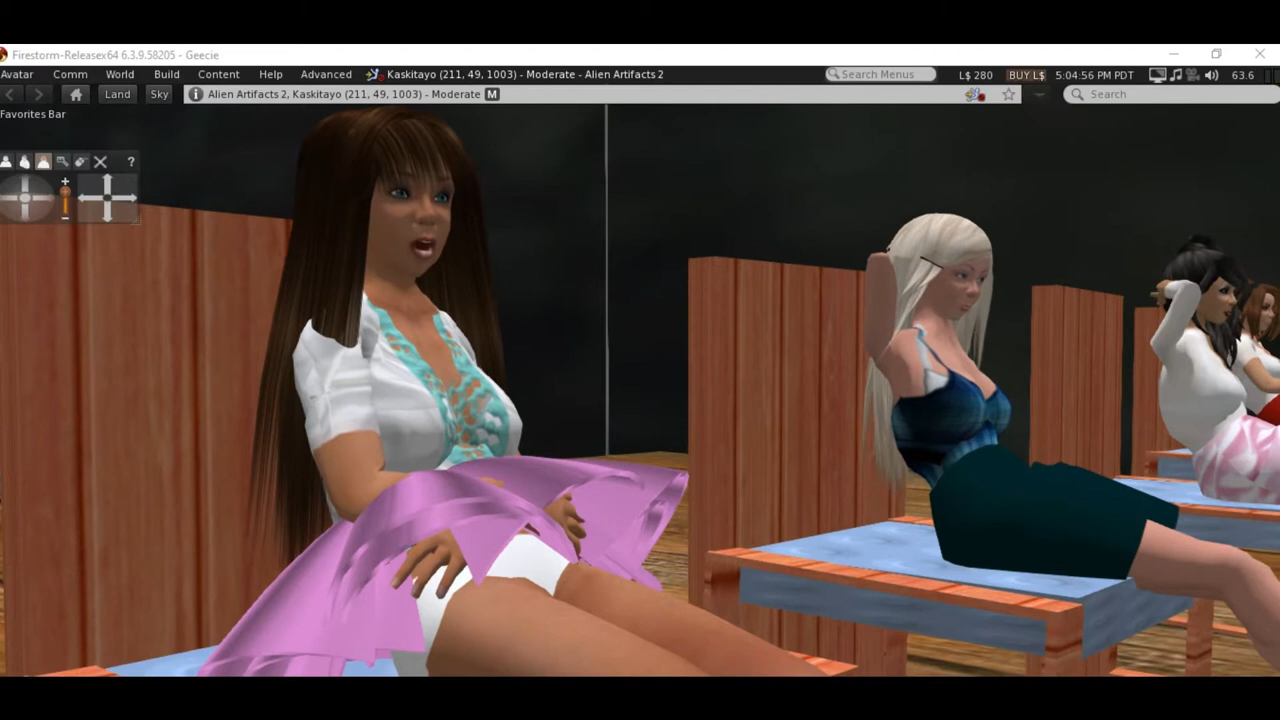 Firestorm-Releasex64 6.3.9.58205 - Geecie
Avatar Comm World Build Content Help Advanced Kaskitayo (211, 49, 1003) - Moderate - Alien Artifacts 2 Search Menus L$ 280 BUY L$ 5:04:56 PM PDT 63.6
Land Sky Alien Artifacts 2, Kaskitayo (211, 49, 1003) - Moderate M Search
Favorites Bar
?